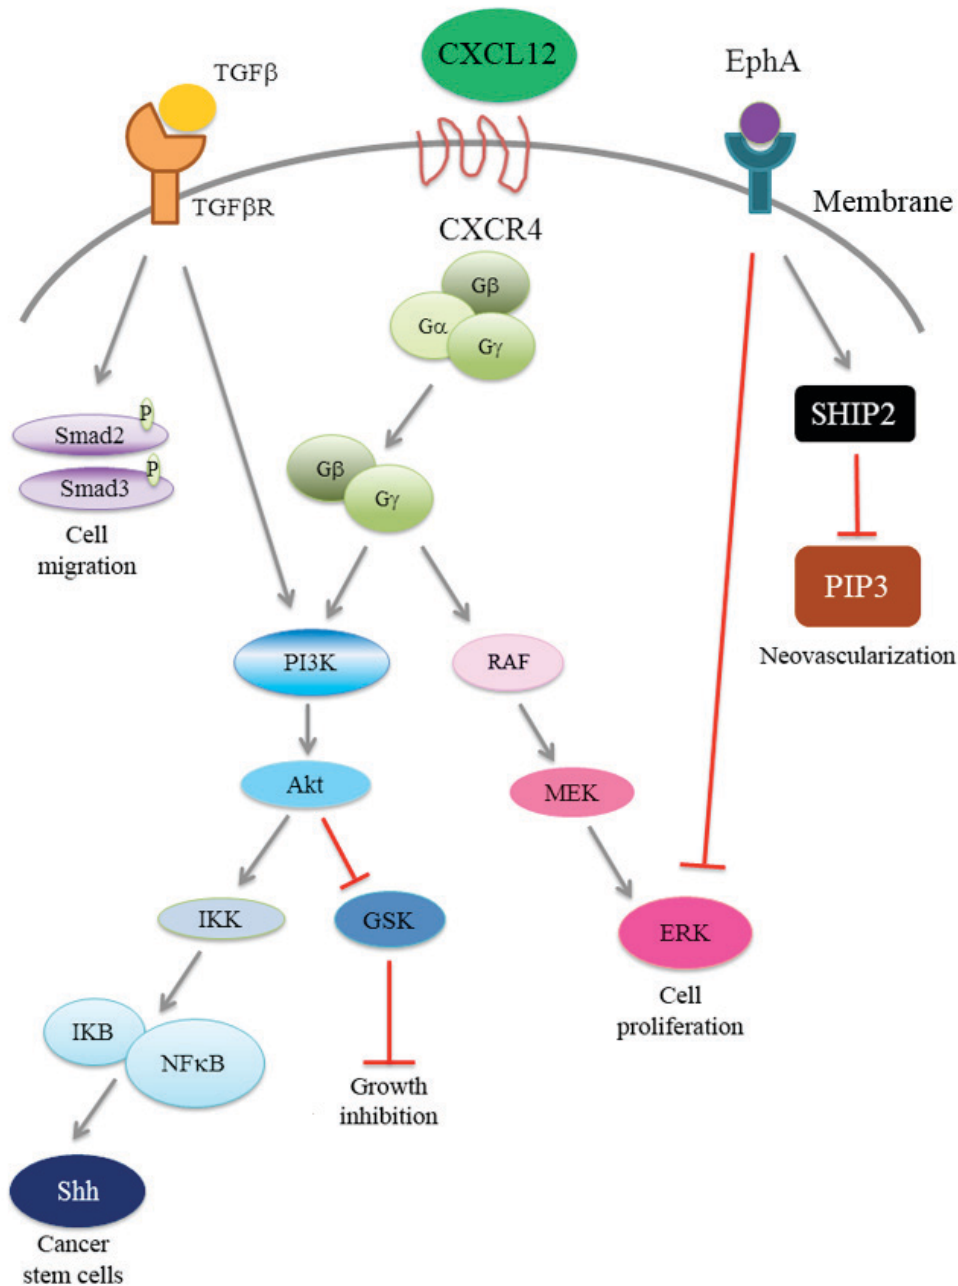 CXCL12
TGFβ
EphA
TGFβR
Membrane
CXCR4
Gβ
Gα
Gγ
P
Smad2
P
Smad3
Cell
migration
Gβ
Gγ
SHIP2
PIP3
Neovascularization
PI3K
RAF
Akt
MEK
IKK
GSK
ERK
Cell
proliferation
IKB
NFκB
Growth
inhibition
Shh
Cancer
stem cells